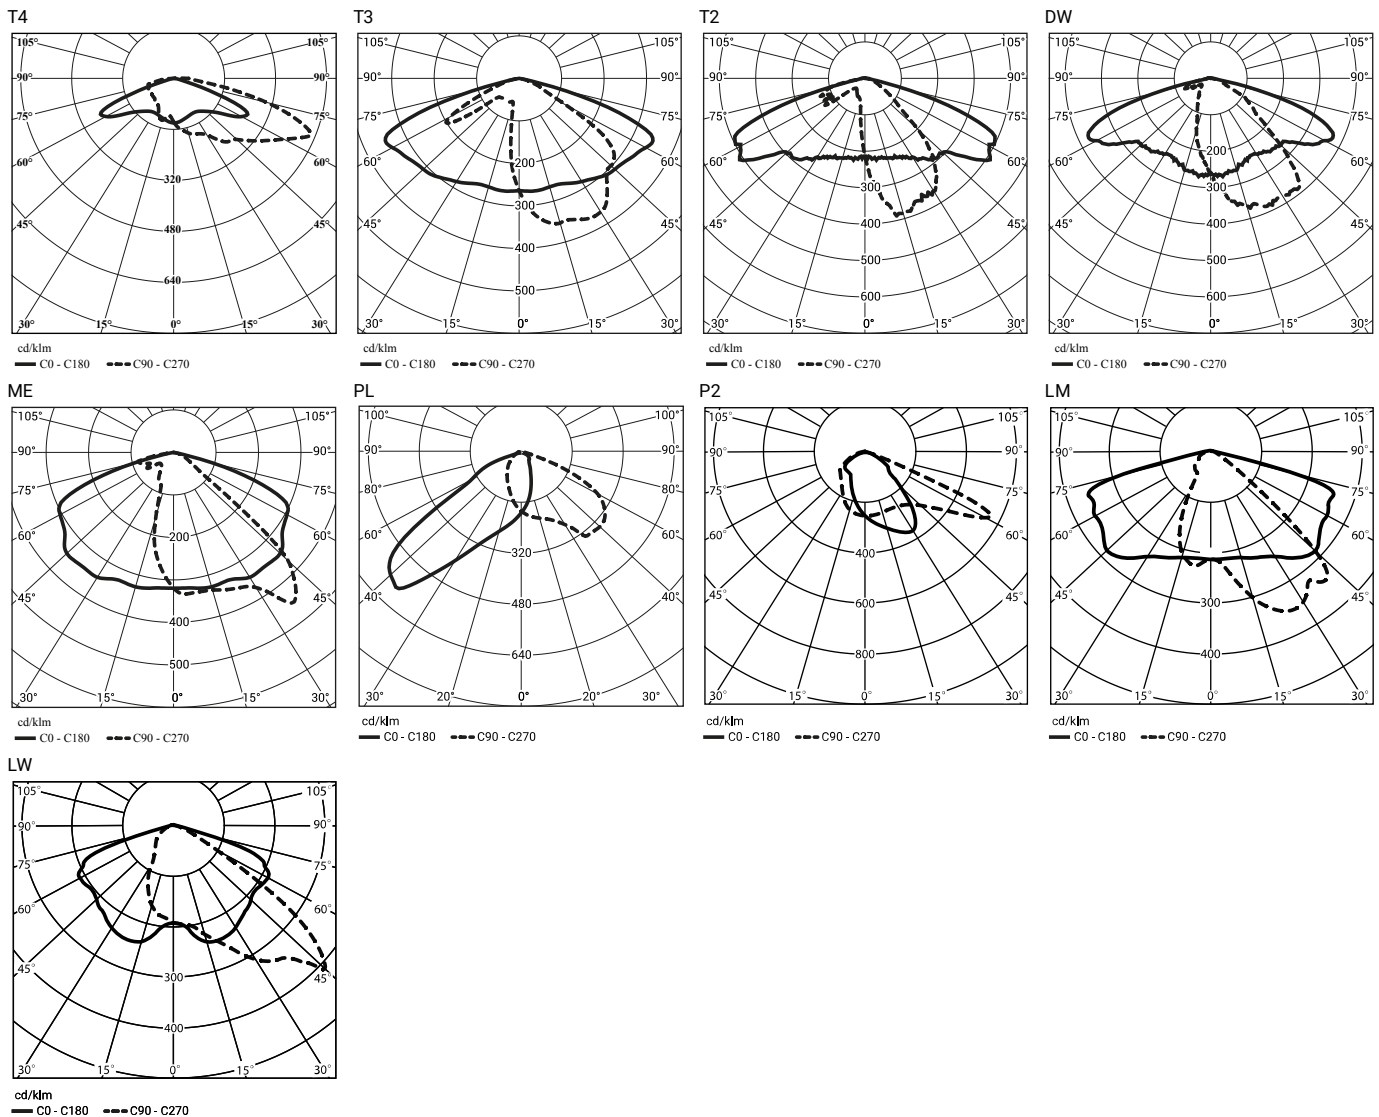 T4 T3 T2 DW
105° 105° 105° 105° 105° 105° 105° 105°
90° 90° 90° 90° 90° 90° 90° 90°
75° 75° 75° 75° 75° 75° 75° 75°
60° 320 60° 60° 200 60° 60° 300 60° 60° 200 60°
300 300
45° 480 45° 45° 400 45° 45° 400 45° 45° 400 45°
640 500 500 500
600 600
30° 15° 0° 15° 30° 30° 15° 0° 15° 30° 30° 15° 0° 15° 30° 30° 15° 0° 15° 30°
cd/klm cd/klm cd/klm cd/klm
C0 - C180 C90 - C270 C0 - C180 C90 - C270 C0 - C180 C90 - C270 C0 - C180 C90 - C270
ME PL P2 LM
105° 105° 100° 100° 105° 105° 105° 105°
90° 90° 90° 90° 90° 90° 90° 90°
75° 75° 80° 80° 75° 75° 75° 75°
60° 200 60° 60° 320 60° 60° 400 60° 60° 60°
45° 400 45° 40° 480 40° 45° 600 45° 45° 300 45°
500 640 800 400
30° 15° 0° 15° 30° 30° 20° 0° 20° 30° 30° 15° 0° 15° 30° 30° 15° 0° 15° 30°
cd/klm cd/klm cd/klm cd/klm
C0 - C180 C90 - C270 C0 - C180 C90 - C270 C0 - C180 C90 - C270 C0 - C180 C90 - C270
LW
105° 105°
90° 90°
75° 75°
60° 60°
45° 300 45°
400
30° 15° 0° 15° 30°
cd/klm
C0 - C180 C90 - C270